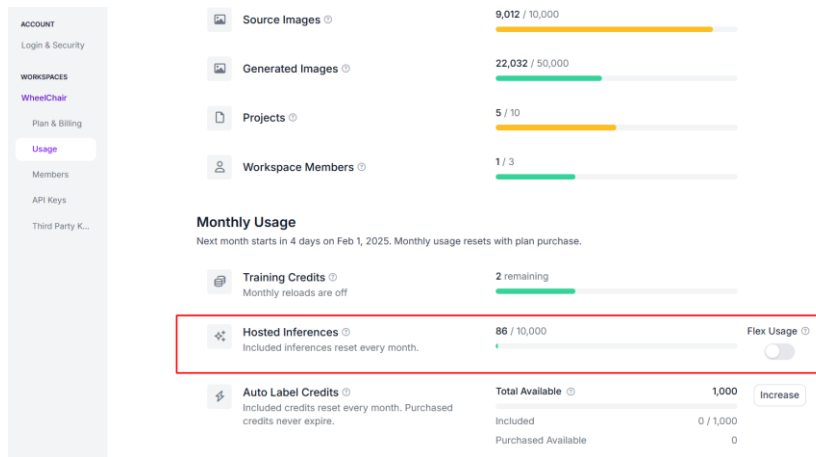 ACCOUNT
Login & Security
WORKSPACES
WheelChair
Plan & Billing
Usage
Members
API Keys
Third Party K...
Source Images
9,012 / 10,000
Generated Images
22,032 / 50,000
Projects
5 / 10
Workspace Members
1 / 3
Monthly Usage
Next month starts in 4 days on Feb 1, 2025. Monthly usage resets with plan purchase.
Training Credits
2 remaining
Monthly reloads are off
Hosted Inferences
86 / 10,000
Flex Usage
Included inferences reset every month.
Auto Label Credits
Total Available
1,000
Increase
Included credits reset every month. Purchased
credits never expire.
Included
0 / 1,000
Purchased Available
0